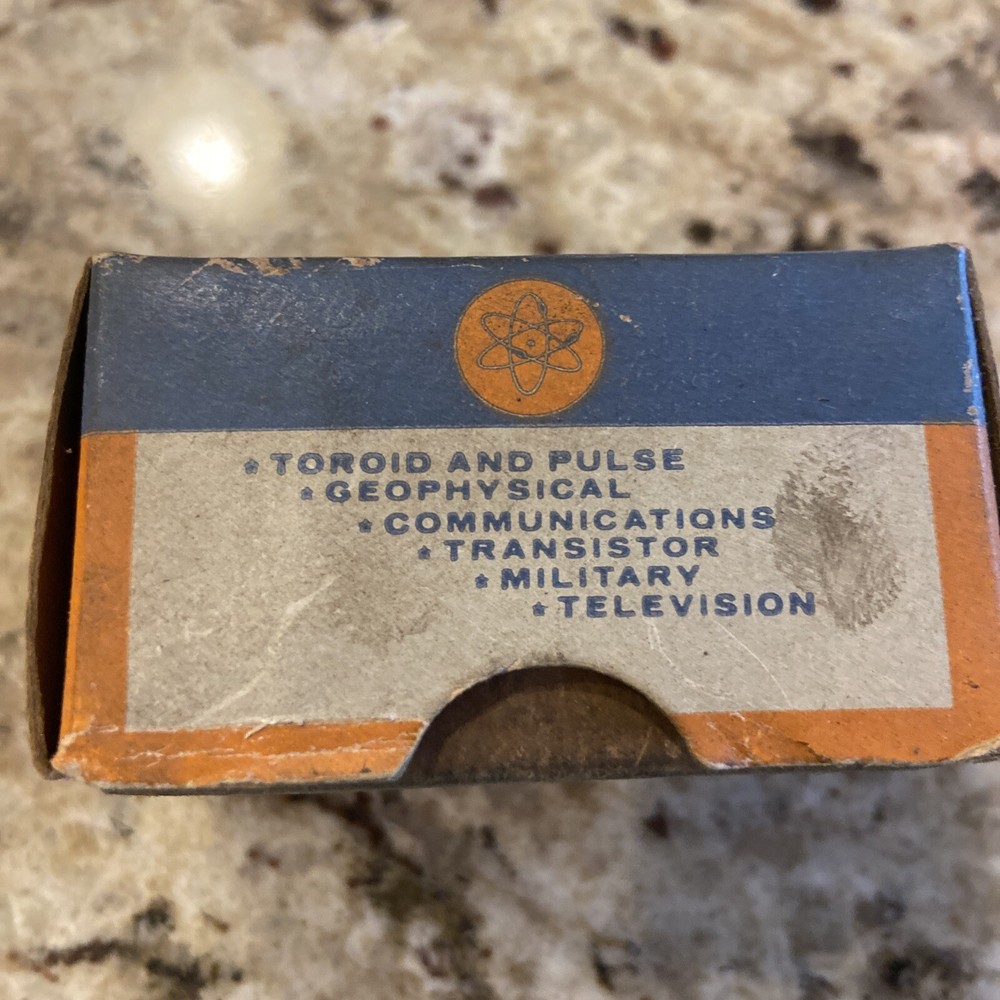 ★TOROID AND PULSE
★GEOPHYSICAL
★COMMUNICATIONS
★TRANSISTOR
★MILITARY
★TELEVISION